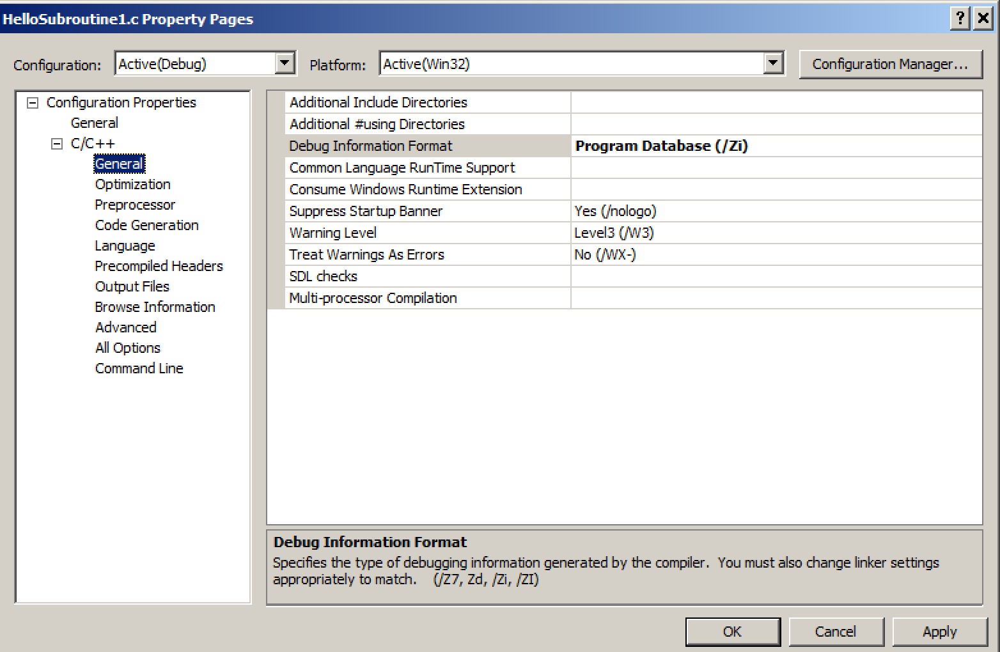 HelloSubroutine1.c Property Pages
Configuration: Active(Debug) Platform: Active(Win32) Configuration Manager...
Configuration Properties
General
C/C++
General
Optimization
Preprocessor
Code Generation
Language
Precompiled Headers
Output Files
Browse Information
Advanced
All Options
Command Line
Additional Include Directories
Additional #using Directories
Debug Information Format Program Database (/Zi)
Common Language RunTime Support
Consume Windows Runtime Extension
Suppress Startup Banner Yes (/nologo)
Warning Level Level3 (/W3)
Treat Warnings As Errors No (/WX-)
SDL checks
Multi-processor Compilation
Debug Information Format
Specifies the type of debugging information generated by the compiler. You must also change linker settings
appropriately to match. (/Z7, Zd, /Zi, /ZI)
OK Cancel Apply